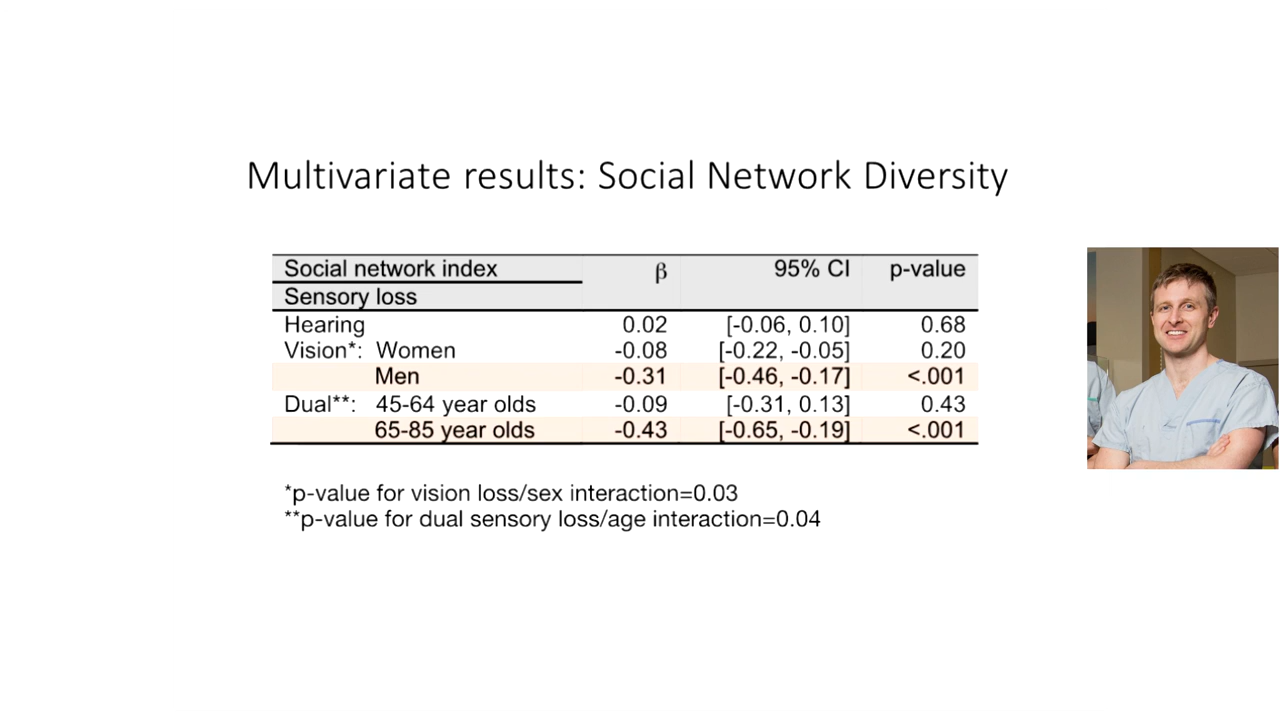 Multivariate results: Social Network Diversity
Social network index β 95% CI p-value
Sensory loss
Hearing 0.02 [-0.06, 0.10] 0.68
Vision*: Women -0.08 [-0.22, -0.05] 0.20
Men -0.31 [-0.46, -0.17] <.001
Dual**: 45-64 year olds -0.09 [-0.31, 0.13] 0.43
65-85 year olds -0.43 [-0.65, -0.19] <.001
*p-value for vision loss/sex interaction=0.03
**p-value for dual sensory loss/age interaction=0.04